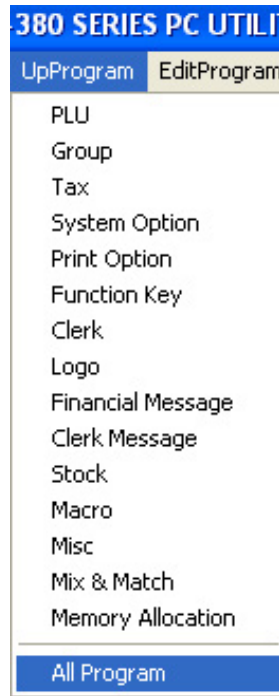 -380 SERIES PC UTILI
UpProgram EditProgram
PLU
Group
Tax
System Option
Print Option
Function Key
Clerk
Logo
Financial Message
Clerk Message
Stock
Macro
Misc
Mix & Match
Memory Allocation
All Program